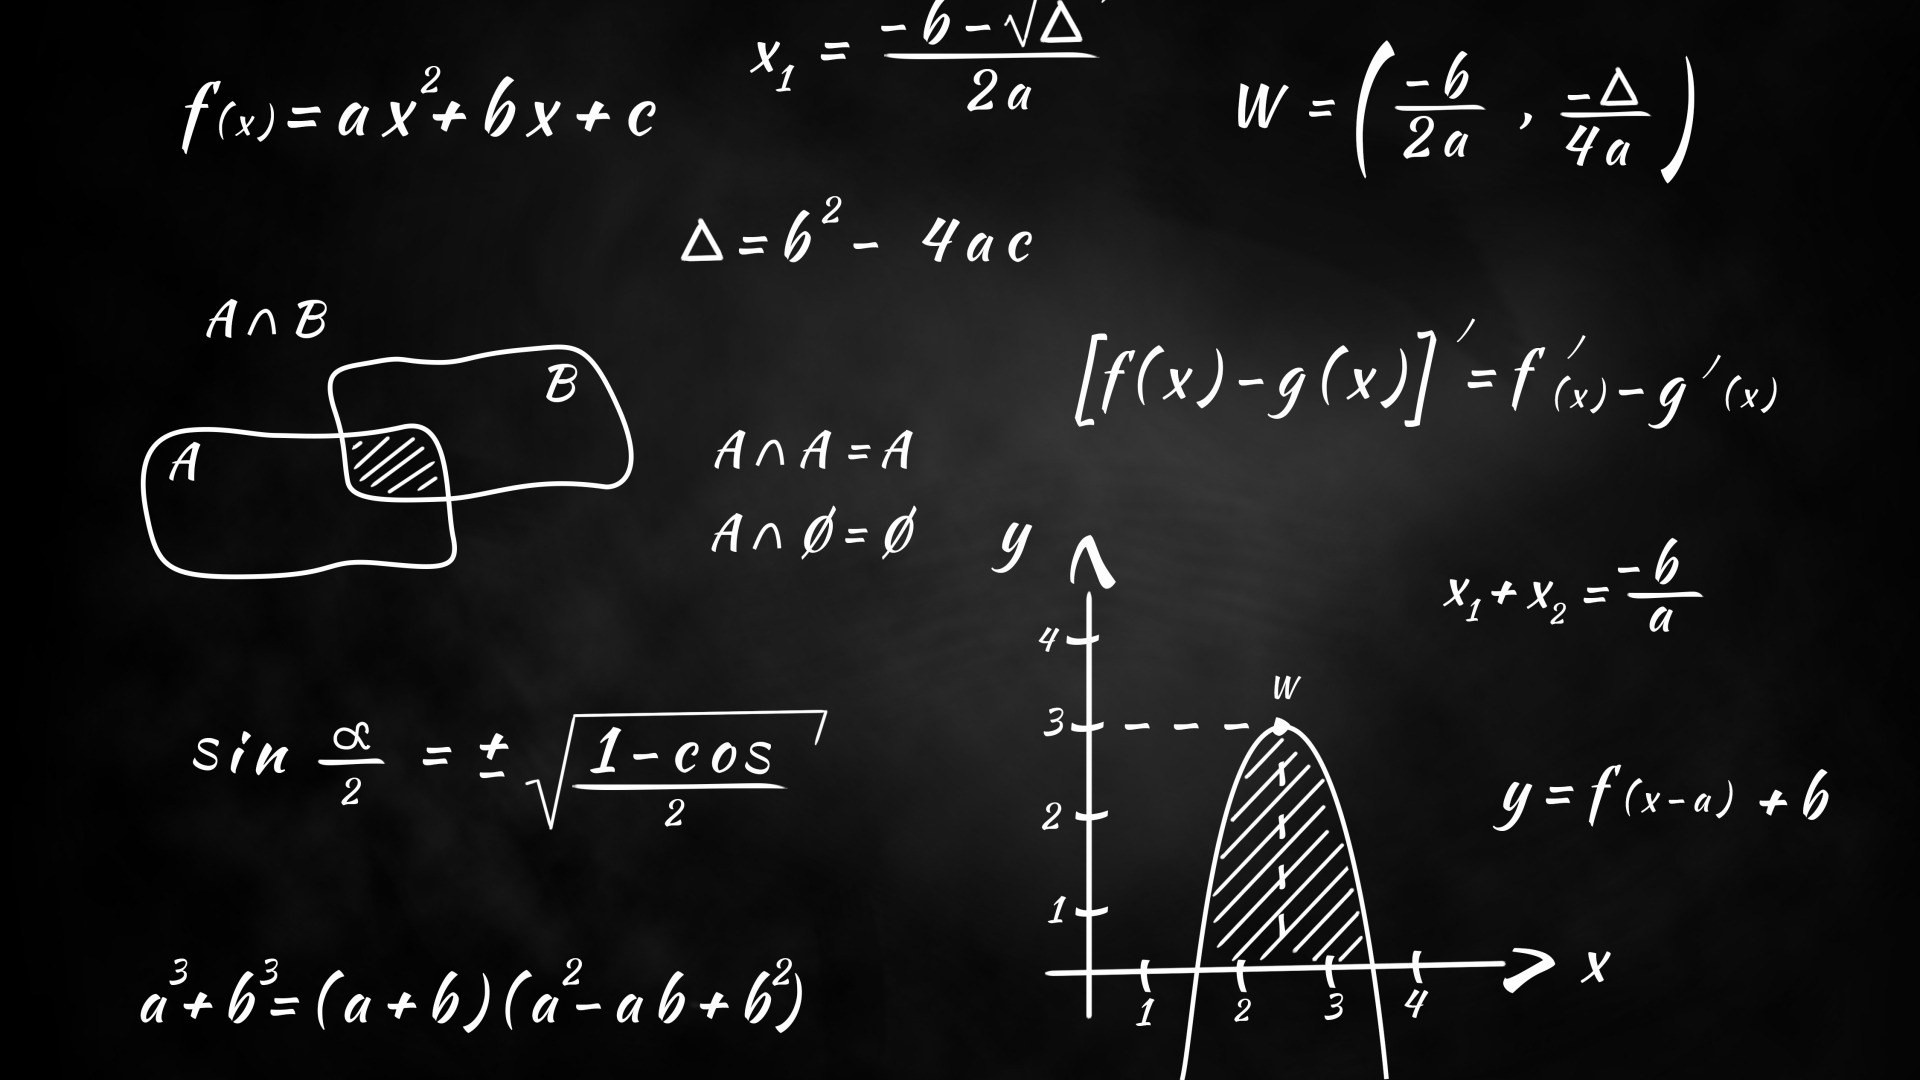 f(x) = ax² + bx + c
x₁ = (-b - √Δ) / 2a
W = (-b / 2a , -Δ / 4a)
Δ = b² - 4ac
A ∩ B
B
A
[f(x) - g(x)]′ = f′(x) - g′(x)
A ∩ A = A
A ∩ Ø = Ø
x₁ + x₂ = -b / a
sin α/2 = ± √((1 - cos) / 2)
y = f(x-a) + b
a³ + b³ = (a + b)(a² - ab + b²)
y
4
3
2
1
W
1 2 3 4
x